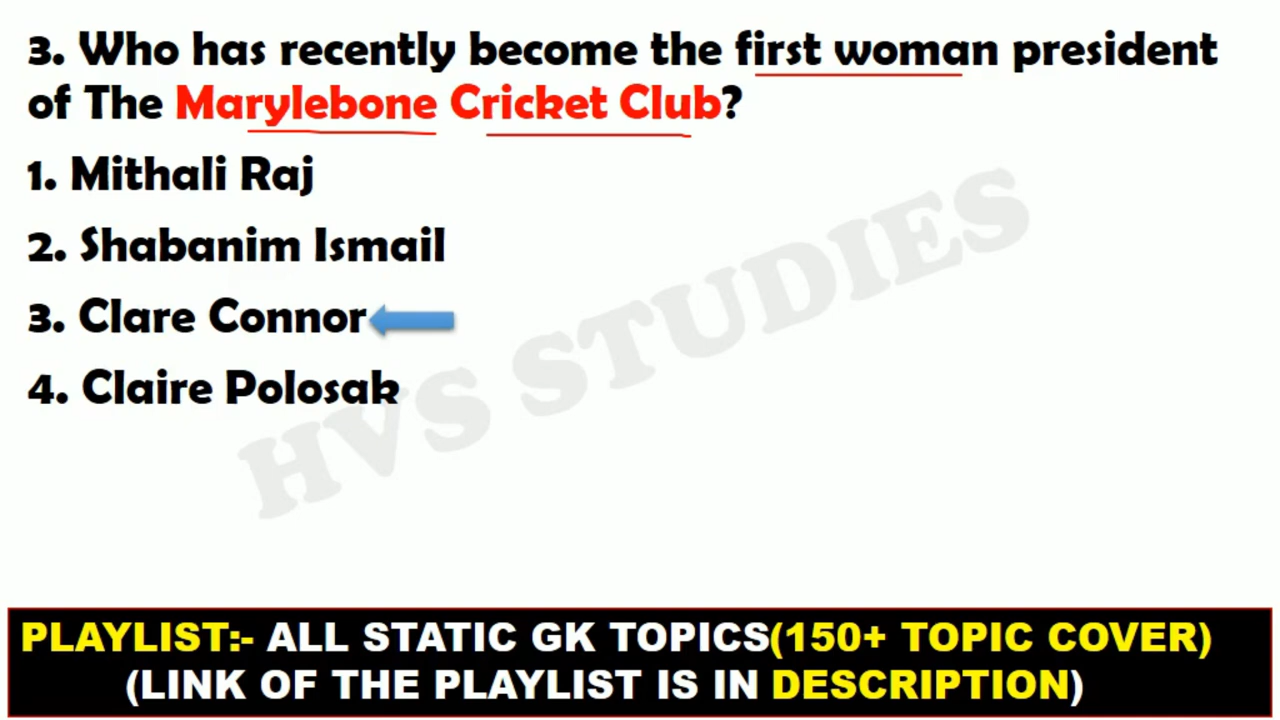 3. Who has recently become the first woman president
of The Marylebone Cricket Club?
1. Mithali Raj
2. Shabanim Ismail
3. Clare Connor
4. Claire Polosak
HVS STUDIES
PLAYLIST:- ALL STATIC GK TOPICS(150+ TOPIC COVER)
(LINK OF THE PLAYLIST IS IN DESCRIPTION)